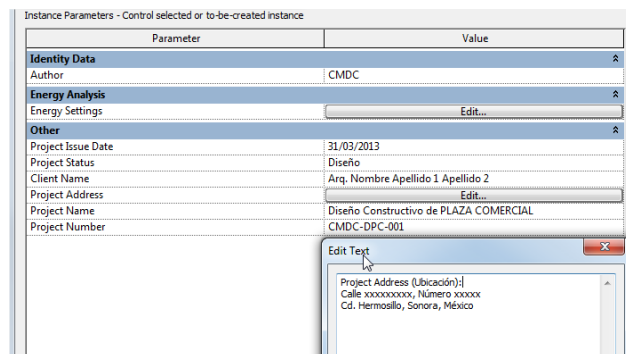 Instance Parameters - Control selected or to-be-created instance
Parameter Value
Identity Data
Author CMDC
Energy Analysis
Energy Settings Edit...
Other
Project Issue Date 31/03/2013
Project Status Diseño
Client Name Arq. Nombre Apellido 1 Apellido 2
Project Address Edit...
Project Name Diseño Constructivo de PLAZA COMERCIAL
Project Number CMDC-DPC-001
Edit Text
Project Address (Ubicación):
Calle xxxxxxxxx, Número xxxxx
Cd. Hermosillo, Sonora, México